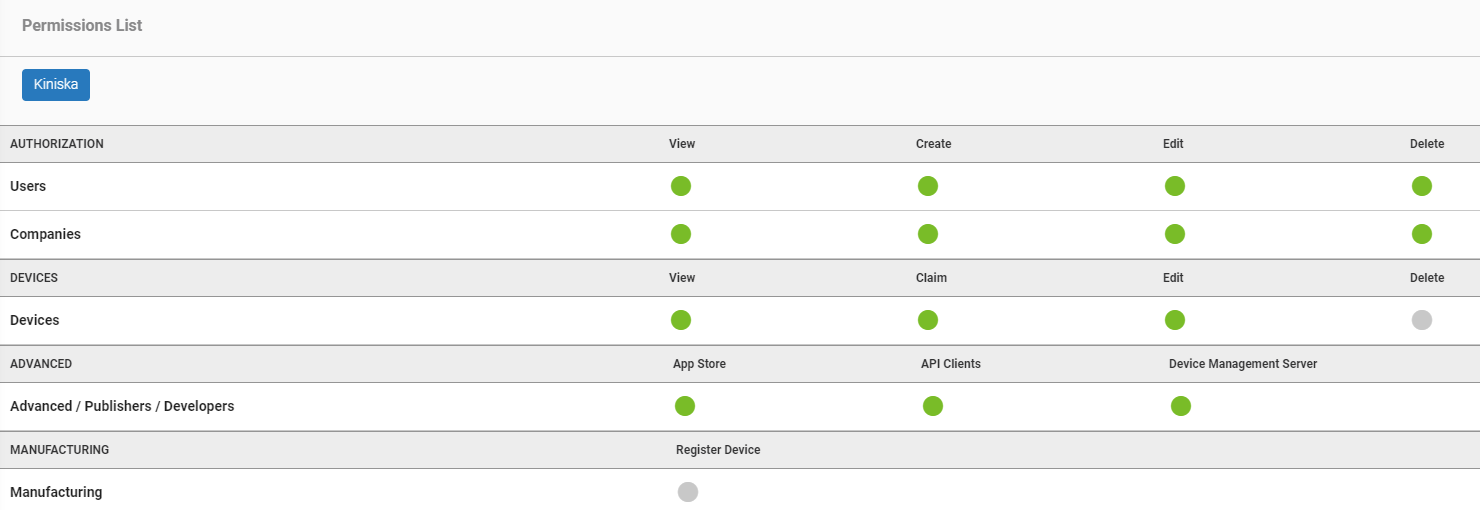 Permissions List
Kiniska
AUTHORIZATION View Create Edit Delete
Users
Companies
DEVICES View Claim Edit Delete
Devices
ADVANCED App Store API Clients Device Management Server
Advanced / Publishers / Developers
MANUFACTURING Register Device
Manufacturing